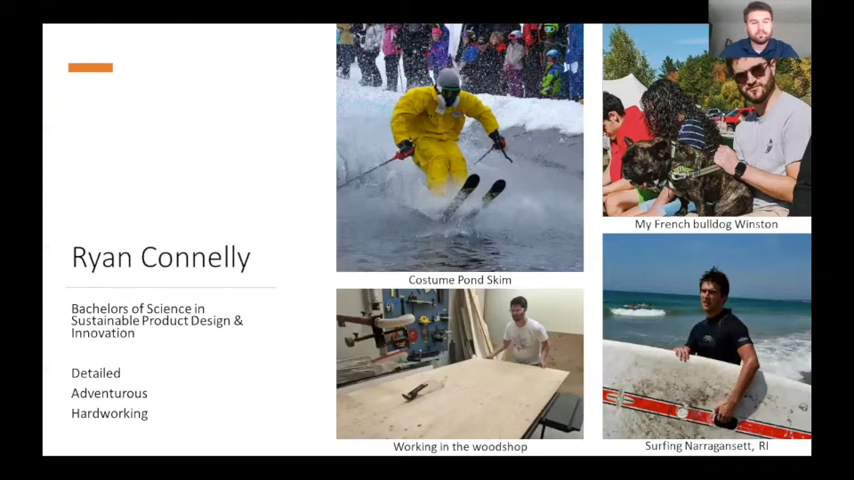 Ryan Connelly
Bachelors of Science in
Sustainable Product Design &
Innovation
Detailed
Adventurous
Hardworking
Costume Pond Skim
My French bulldog Winston
Working in the woodshop
Surfing Narragansett, RI